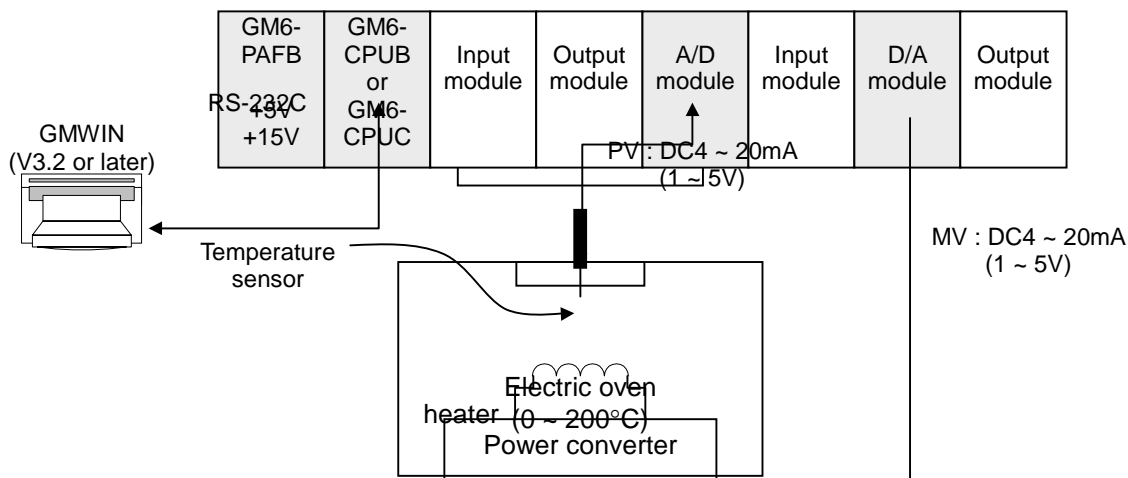 GM6-
PAFB
+5V
+15V
GM6-
CPUB
or
GM6-
CPUC
Input
module
Output
module
A/D
module
Input
module
D/A
module
Output
module
RS-232C
GMWIN
(V3.2 or later)
PV : DC4 ~ 20mA
(1 ~ 5V)
MV : DC4 ~ 20mA
(1 ~ 5V)
Temperature
sensor
Electric oven
(0 ~ 200°C)
heater
Power converter